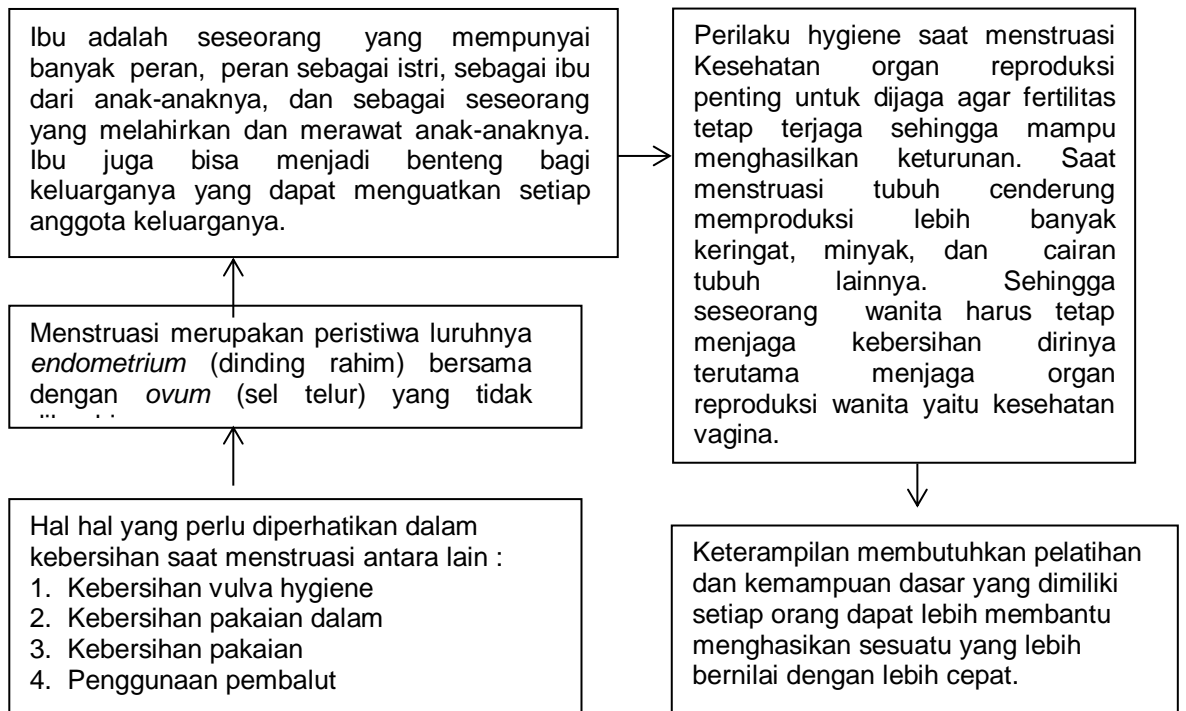 Ibu adalah seseorang yang mempunyai
banyak peran, peran sebagai istri, sebagai ibu
dari anak-anaknya, dan sebagai seseorang
yang melahirkan dan merawat anak-anaknya.
Ibu juga bisa menjadi benteng bagi
keluarganya yang dapat menguatkan setiap
anggota keluarganya.
Menstruasi merupakan peristiwa luruhnya
endometrium (dinding rahim) bersama
dengan ovum (sel telur) yang tidak
Hal hal yang perlu diperhatikan dalam
kebersihan saat menstruasi antara lain :
1. Kebersihan vulva hygiene
2. Kebersihan pakaian dalam
3. Kebersihan pakaian
4. Penggunaan pembalut
Perilaku hygiene saat menstruasi
Kesehatan organ reproduksi
penting untuk dijaga agar fertilitas
tetap terjaga sehingga mampu
menghasilkan keturunan. Saat
menstruasi tubuh cenderung
memproduksi lebih banyak
keringat, minyak, dan cairan
tubuh lainnya. Sehingga
seseorang wanita harus tetap
menjaga kebersihan dirinya
terutama menjaga organ
reproduksi wanita yaitu kesehatan
vagina.
Keterampilan membutuhkan pelatihan
dan kemampuan dasar yang dimiliki
setiap orang dapat lebih membantu
menghasikan sesuatu yang lebih
bernilai dengan lebih cepat.